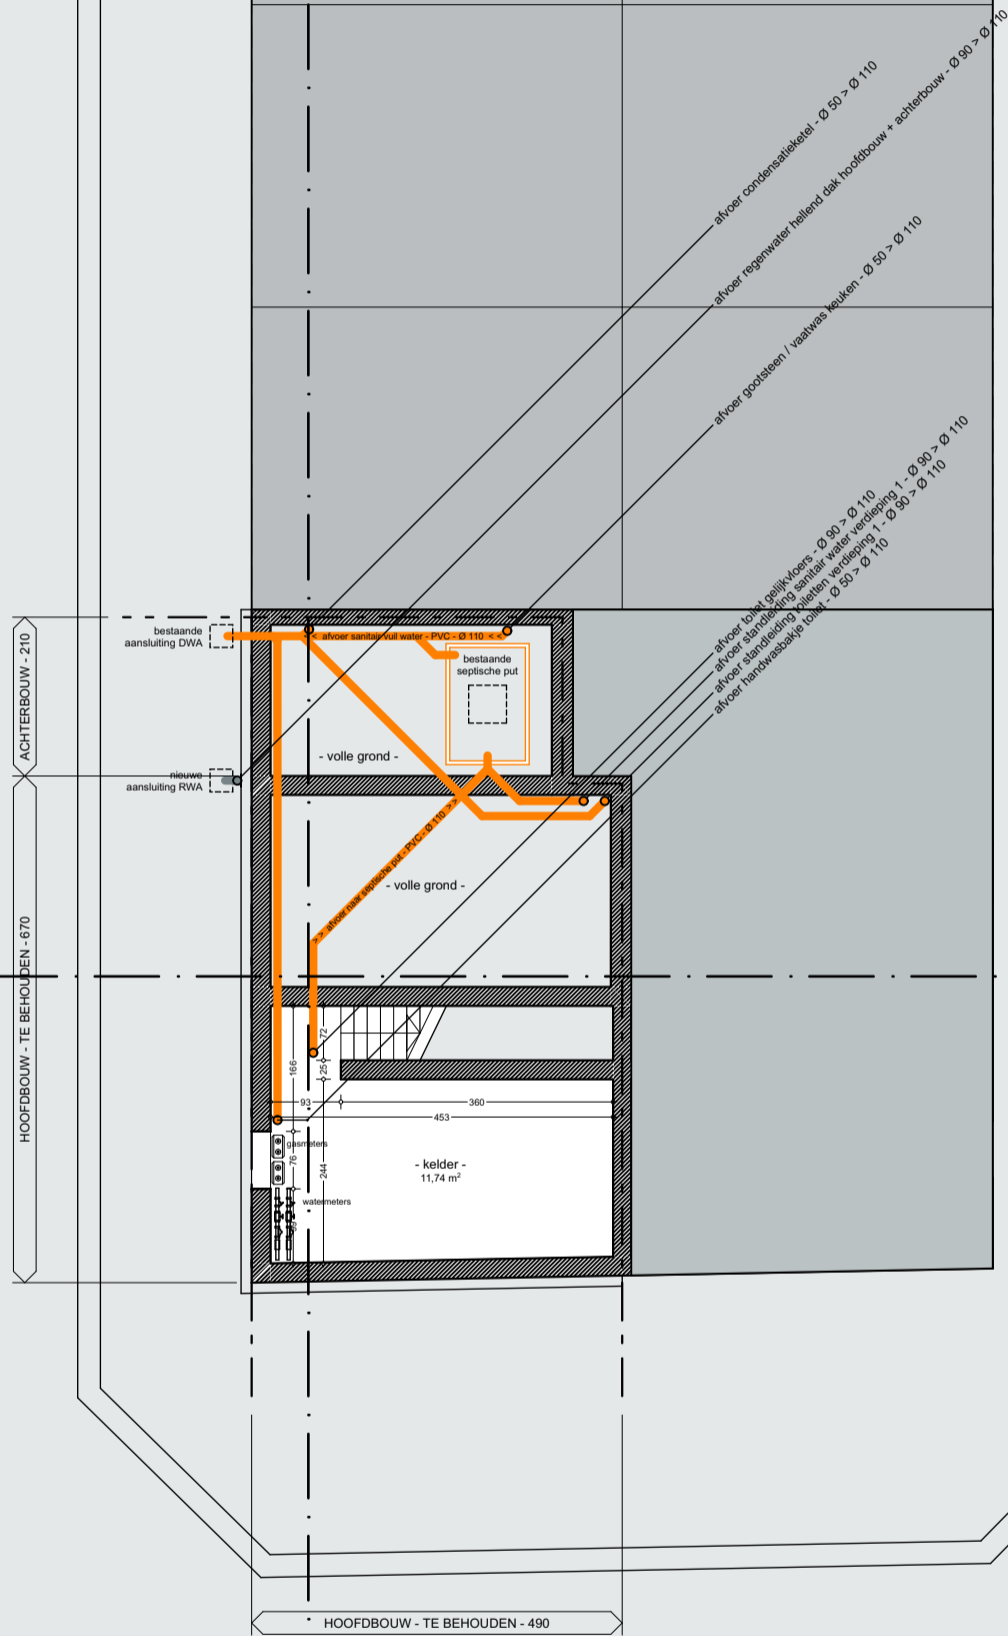 afvoer condensatieketel - Ø 50 > Ø 110
afvoer regenwater hellend dak hoofdbouw + achterbouw - Ø 90 > Ø 110
afvoer gootsteen / vaatwas keuken - Ø 50 > Ø 110
afvoer toilet gelijkvloers - Ø 90 > Ø 110
afvoer standleiding sanitair water verdieping 1 - Ø 90 > Ø 110
afvoer standleiding toiletten verdieping 1 - Ø 90 > Ø 110
afvoer handwasbakje toilet - Ø 50 > Ø 110
ACHTERBOUW - 210
bestaande
aansluiting DWA
< afvoer sanitair vuil water - PVC - Ø 110 < <
bestaande
septische put
- volle grond -
nieuwe
aansluiting RWA
> > afvoer naar septische put - PVC - Ø 110 > >
- volle grond -
HOOFDBOUW - TE BEHOUDEN - 670
72
166
25
93
360
453
gasmeters
76
244
- kelder -
11,74 m²
watermeters
HOOFDBOUW - TE BEHOUDEN - 490